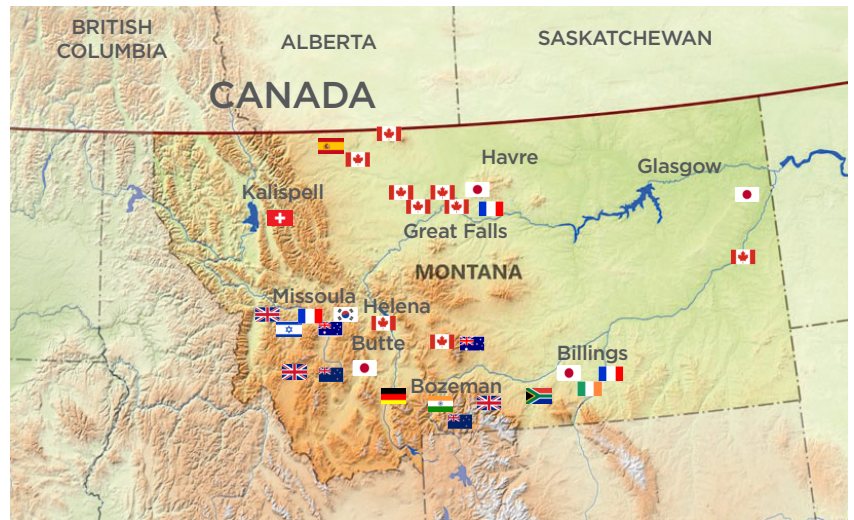 BRITISH
COLUMBIA
ALBERTA
SASKATCHEWAN
CANADA
Havre
Glasgow
Kalispell
Great Falls
MONTANA
Missoula
Helena
Butte
Billings
Bozeman